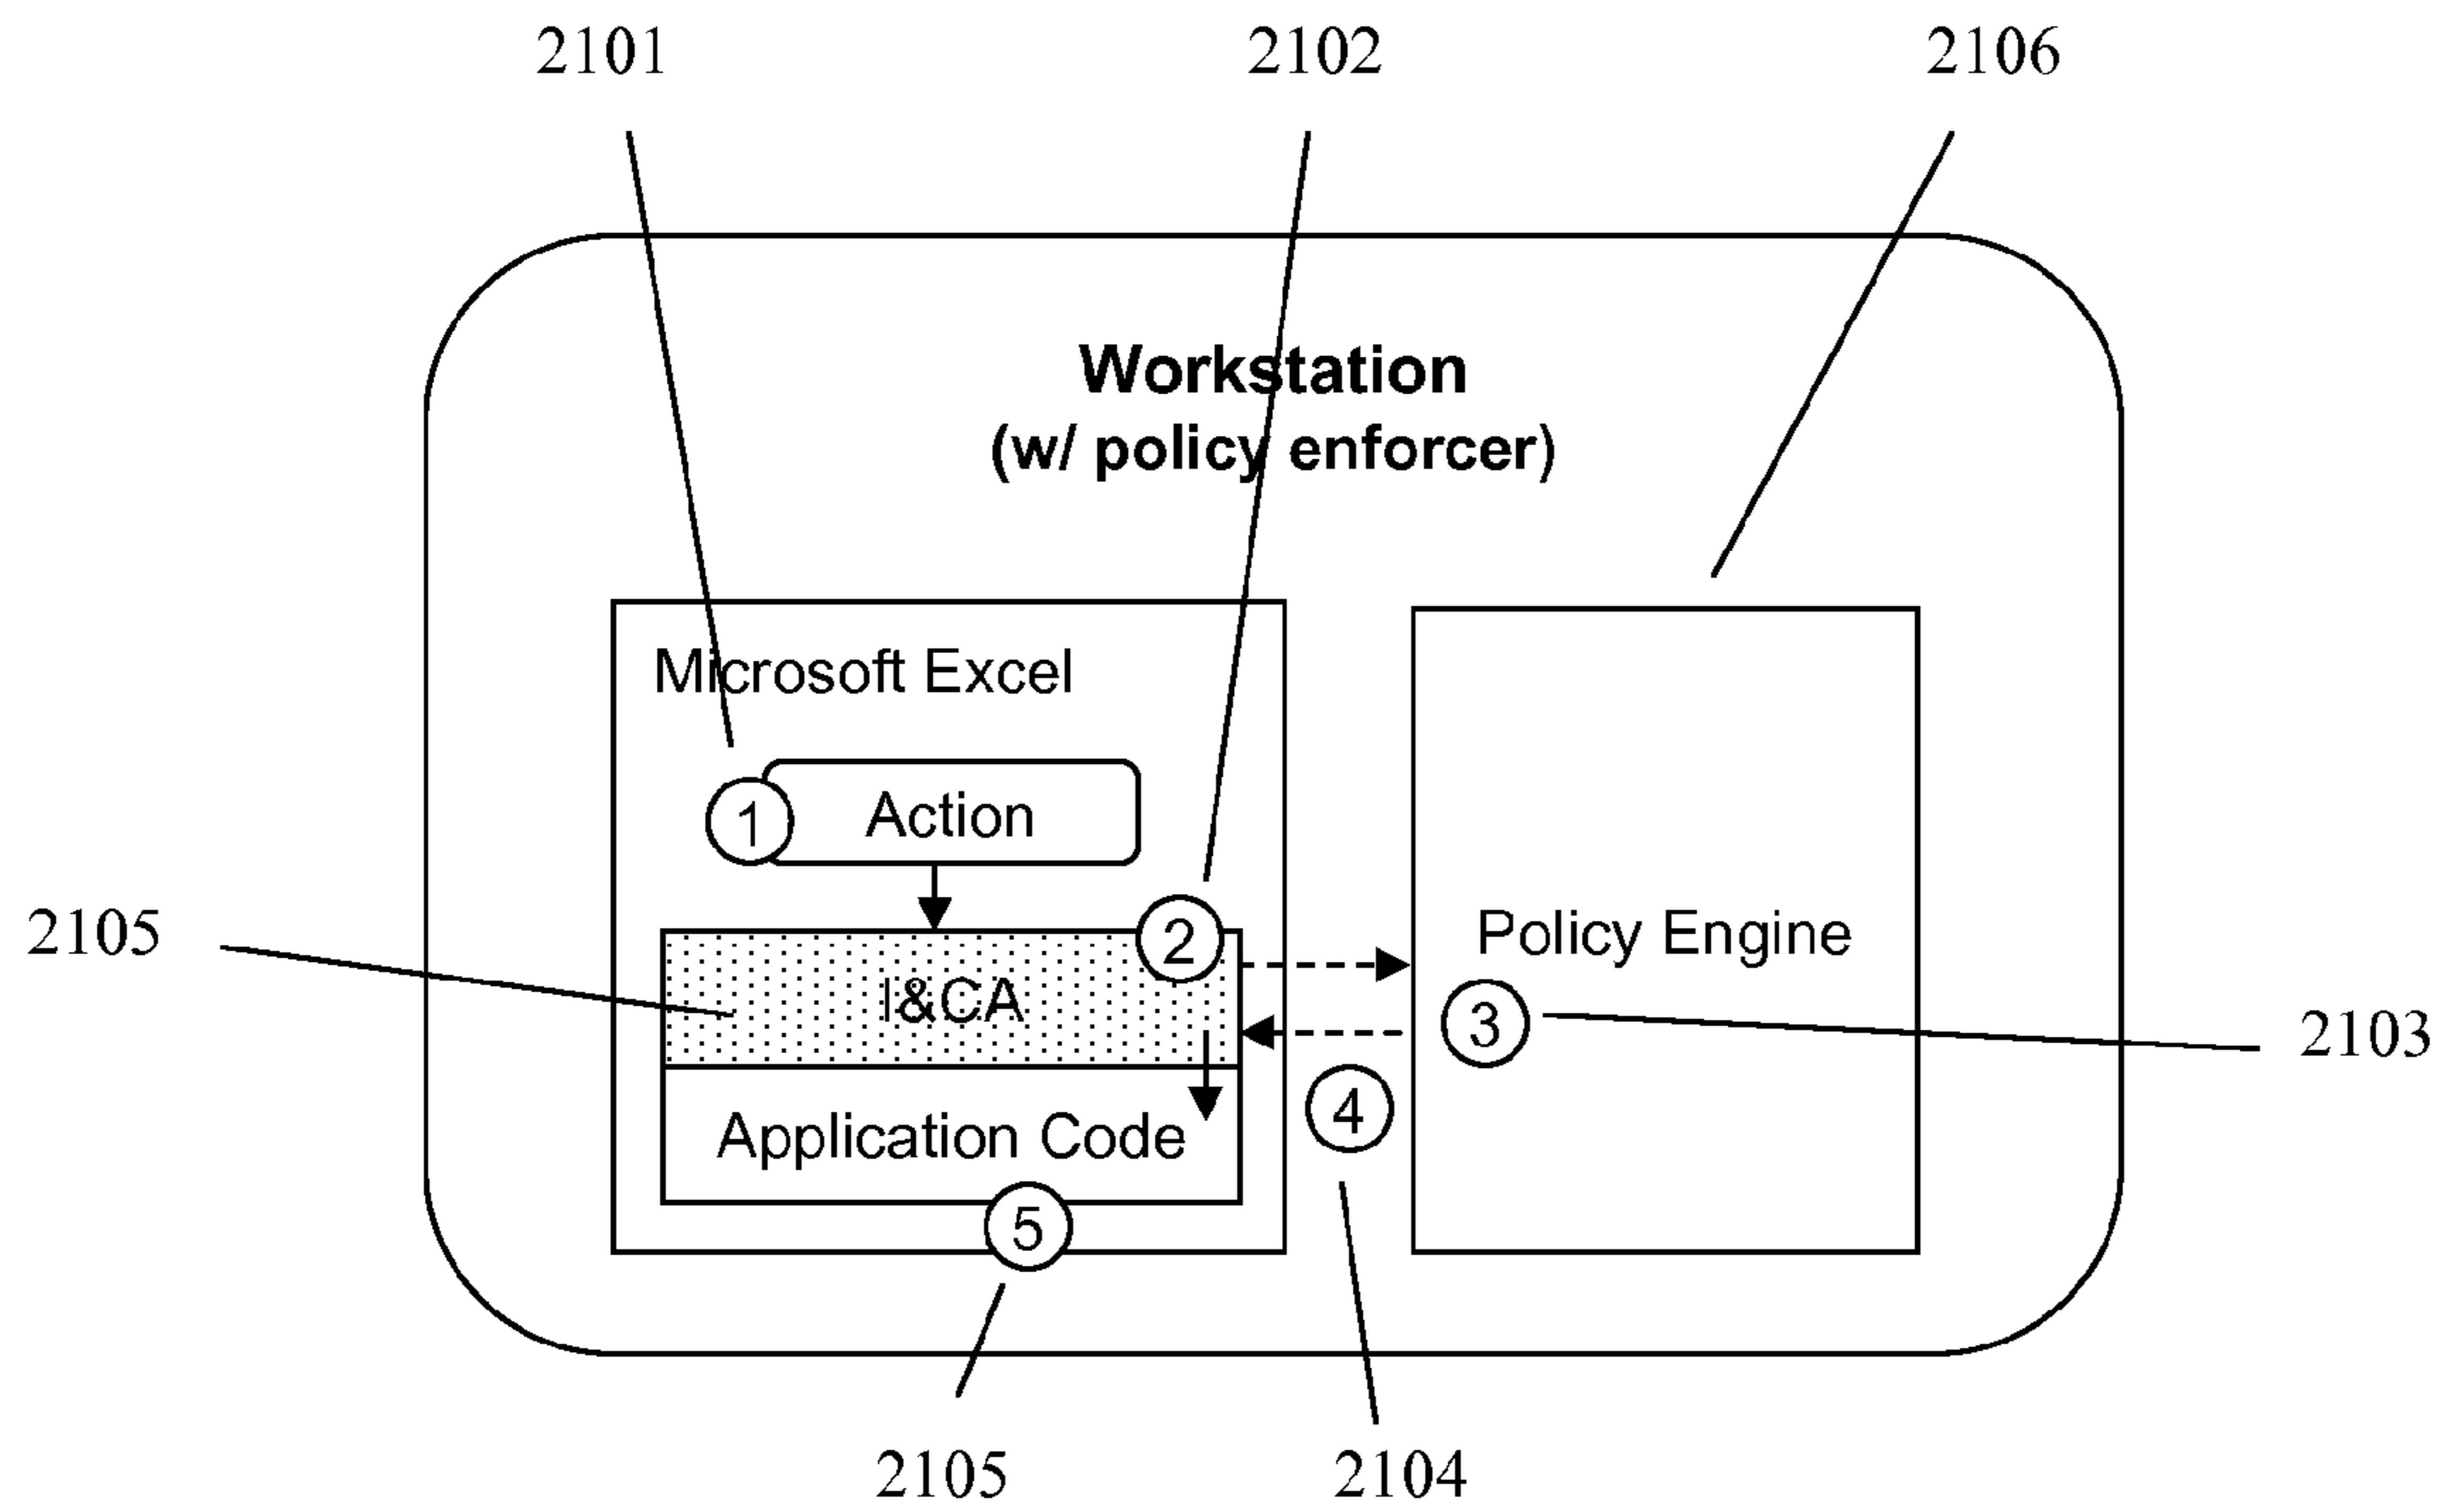 2101
2102
2106
Workstation
(w/ policy enforcer)
Microsoft Excel
1
Action
2105
2
I&CA
Policy Engine
3
2103
4
Application Code
5
2105
2104